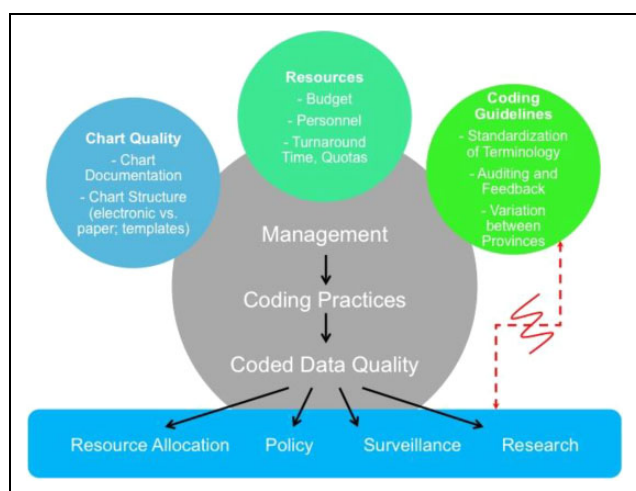 Resources
- Budget
- Personnel
- Turnaround
Time, Quotas
Chart Quality
- Chart
Documentation
- Chart Structure
(electronic vs.
paper; templates)
Coding
Guidelines
- Standardization
of Terminology
- Auditing and
Feedback
- Variation
between
Provinces
Management
Coding Practices
Coded Data Quality
Resource Allocation
Policy
Surveillance
Research